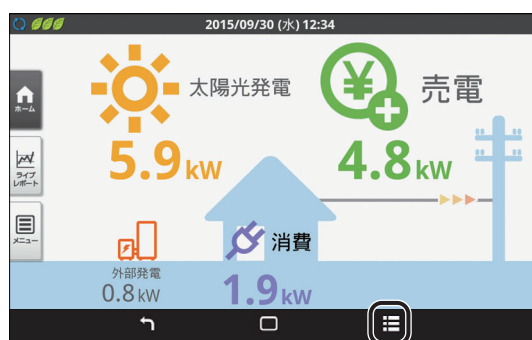 2015/09/30 (水) 12:34
太陽光発電
売電
5.9 kW
4.8 kW
ホーム
ライブ
レポート
メニュー
消費
外部発電
0.8 kW
1.9 kW